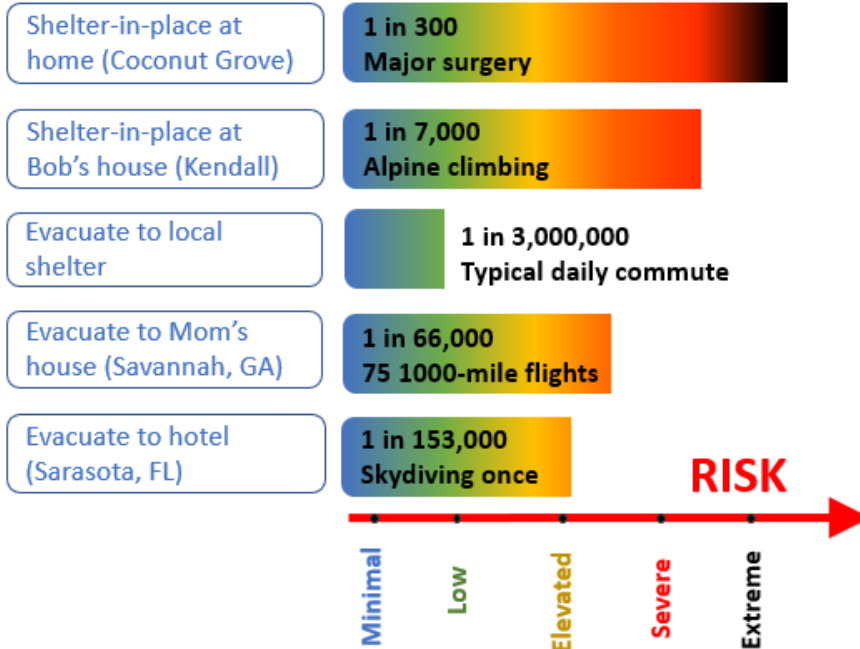 Shelter-in-place at
home (Coconut Grove)
1 in 300
Major surgery
Shelter-in-place at
Bob's house (Kendall)
1 in 7,000
Alpine climbing
Evacuate to local
shelter
1 in 3,000,000
Typical daily commute
Evacuate to Mom's
house (Savannah, GA)
1 in 66,000
75 1000-mile flights
Evacuate to hotel
(Sarasota, FL)
1 in 153,000
Skydiving once
RISK
Minimal
Low
Elevated
Severe
Extreme